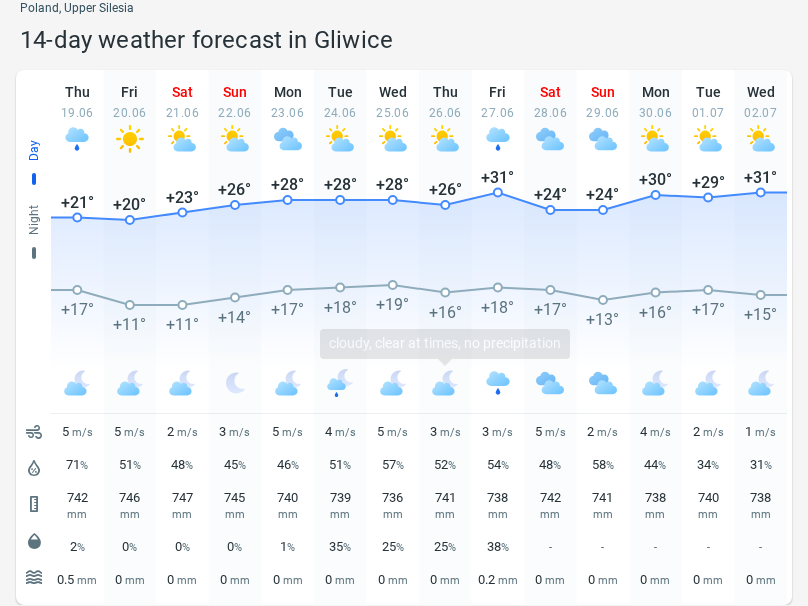 Poland, Upper Silesia
14-day weather forecast in Gliwice
Thu Fri Sat Sun Mon Tue Wed Thu Fri Sat Sun Mon Tue Wed
19.06 20.06 21.06 22.06 23.06 24.06 25.06 26.06 27.06 28.06 29.06 30.06 01.07 02.07
Day
+21° +20° +23° +26° +28° +28° +28° +26° +31° +24° +24° +30° +29° +31°
Night
+17° +11° +11° +14° +17° +18° +19° +16° +18° +17° +13° +16° +17° +15°
cloudy, clear at times, no precipitation
5 m/s 5 m/s 2 m/s 3 m/s 5 m/s 4 m/s 5 m/s 3 m/s 3 m/s 5 m/s 2 m/s 4 m/s 2 m/s 1 m/s
71% 51% 48% 45% 46% 51% 57% 52% 54% 48% 58% 44% 34% 31%
742 746 747 745 740 739 736 741 738 742 741 738 740 738
mm mm mm mm mm mm mm mm mm mm mm mm mm mm
2% 0% 0% 0% 1% 35% 25% 25% 38% - - - - -
0.5 mm 0 mm 0 mm 0 mm 0 mm 0 mm 0 mm 0 mm 0.2 mm 0 mm 0 mm 0 mm 0 mm 0 mm